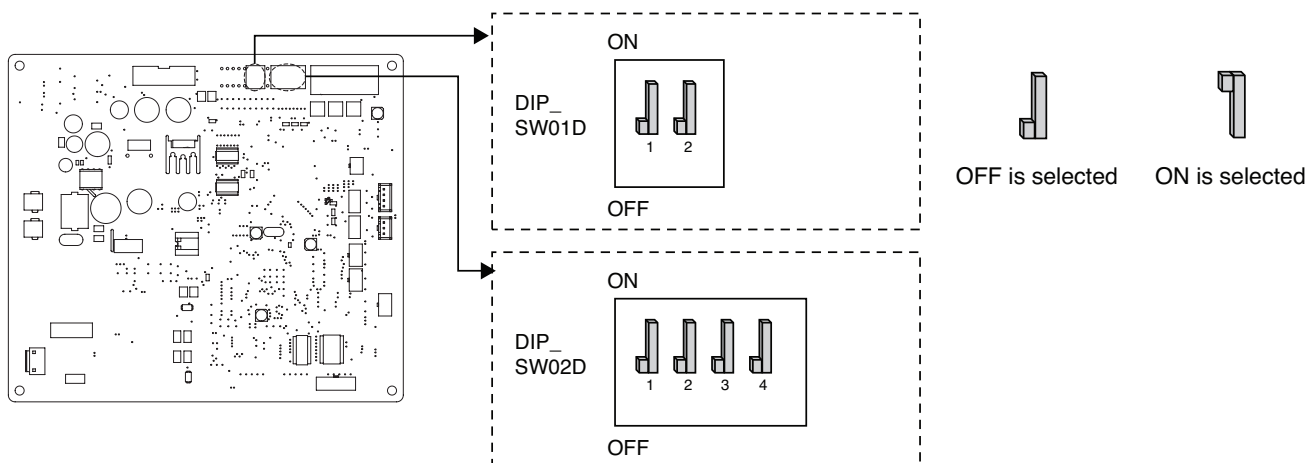 ON
DIP_
SW01D
1 2
OFF
OFF is selected
ON is selected
ON
DIP_
SW02D
1 2 3 4
OFF